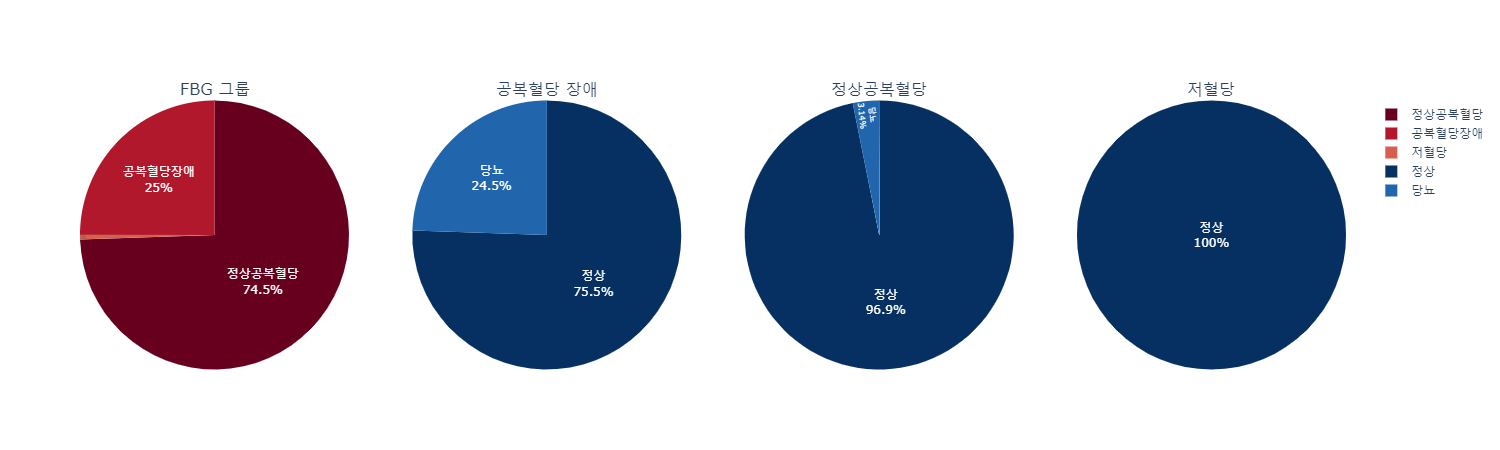 FBG 그룹
공복혈당장애
25%
정상공복혈당
74.5%
공복혈당 장애
당뇨
24.5%
정상
75.5%
정상공복혈당
당뇨
3.14%
정상
96.9%
저혈당
정상
100%
정상공복혈당
공복혈당장애
저혈당
정상
당뇨